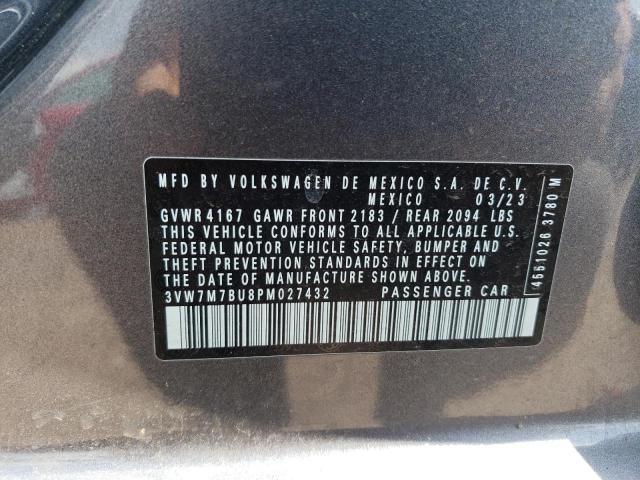 MFD BY VOLKSWAGEN DE MEXICO S.A. DE C.V.
MEXICO 03/23
GVWR 4167 GAWR FRONT 2183 / REAR 2094 LBS
THIS VEHICLE CONFORMS TO ALL APPLICABLE U.S.
FEDERAL MOTOR VEHICLE SAFETY, BUMPER AND
THEFT PREVENTION STANDARDS IN EFFECT ON
THE DATE OF MANUFACTURE SHOWN ABOVE.
3VW7M7BU8PM027432 PASSENGER CAR
4661026 3780 M